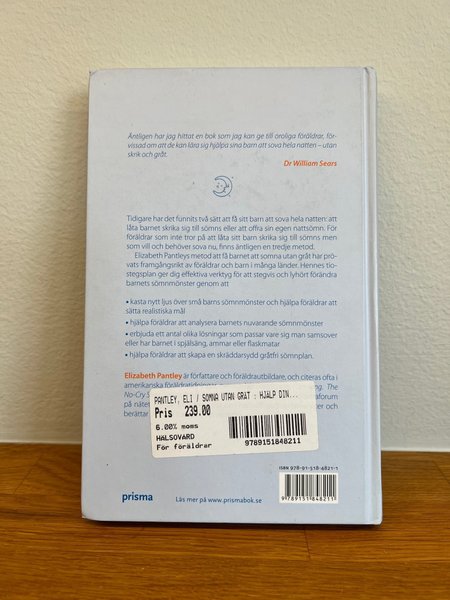 Äntligen har jag hittat en bok som jag kan ge till oroliga föräldrar, för-
vissad om att de kan lära sig hjälpa sina barn att sova hela natten – utan
skrik och gråt.
Dr William Sears
Tidigare har det funnits två sätt att få sitt barn att sova hela natten: att
låta barnet skrika sig till sömns eller att offra sin egen nattsömn. För
föräldrar som inte tror på att låta sitt barn skrika sig till sömns men
som vill och behöver sova nu, finns äntligen en tredje metod.
Elizabeth Pantleys metod att få barnet att somna utan gråt har prö-
vats framgångsrikt av föräldrar och barn i många länder. Hennes tio-
stegsplan ger dig effektiva verktyg för att stegvis och lyhört förändra
barnets sömnmönster genom att
• kasta nytt ljus över små barns sömnmönster och hjälpa föräldrar att
sätta realistiska mål
• hjälpa föräldrar att analysera barnets nuvarande sömnmönster
• erbjuda ett antal olika lösningar som passar vare sig man samsover
eller har barnet i spjälsäng, ammar eller flaskmatar
• hjälpa föräldrar att skapa en skräddarsydd gråtfri sömnplan.
Elizabeth Pantley är författare och föräldrautbildare, och citeras ofta i
amerikanska
The
No-Cry
på nätet
och
berättar
PANTLEY, ELI / SOMNA UTAN GRÅT : HJÄLP DIN...
Pris 239.00
6.00% moms
HÄLSOVÅRD
För föräldrar
9789151848211
ISBN 978-91-518-4821-1
9789151848211
prisma
Läs mer på www.prismabok.se